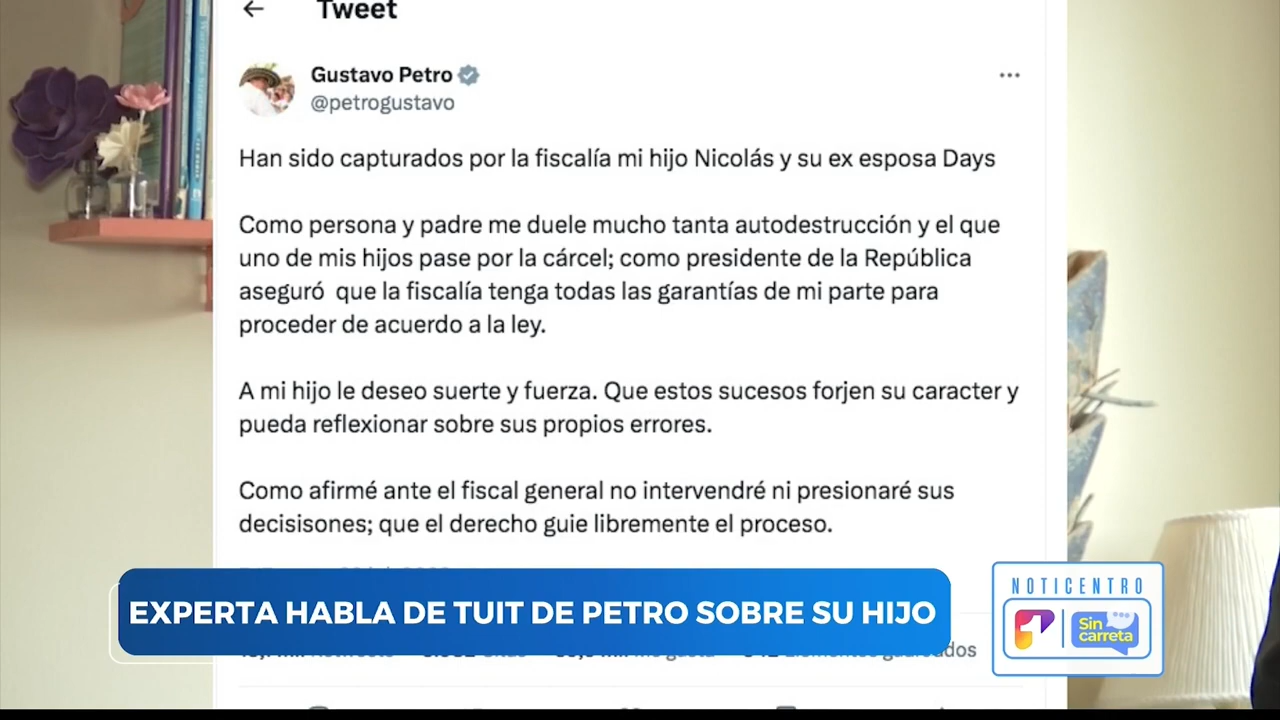 Tweet
Gustavo Petro
@petrogustavo
Han sido capturados por la fiscalía mi hijo Nicolás y su ex esposa Days
Como persona y padre me duele mucho tanta autodestrucción y el que
uno de mis hijos pase por la cárcel; como presidente de la República
aseguró  que la fiscalía tenga todas las garantías de mi parte para
proceder de acuerdo a la ley.
A mi hijo le deseo suerte y fuerza. Que estos sucesos forjen su caracter y
pueda reflexionar sobre sus propios errores.
Como afirmé ante el fiscal general no intervendré ni presionaré sus
decisisones; que el derecho guie libremente el proceso.
EXPERTA HABLA DE TUIT DE PETRO SOBRE SU HIJO
NOTICENTRO
1
Sin
carreta